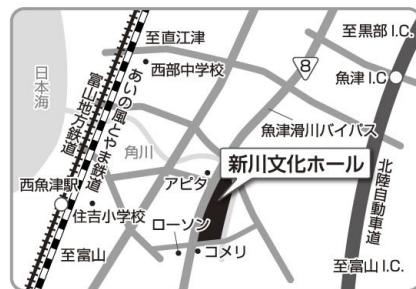 至直江津
西部中学校
8
至黒部I.C.
魚津I.C
日本海
富山地方鉄道
あいの風とやま鉄道
角川
魚津滑川バイパス
アピタ
新川文化ホール
北陸自動車道
西魚津駅
住吉小学校
ローソン
コメリ
至富山
至富山I.C.